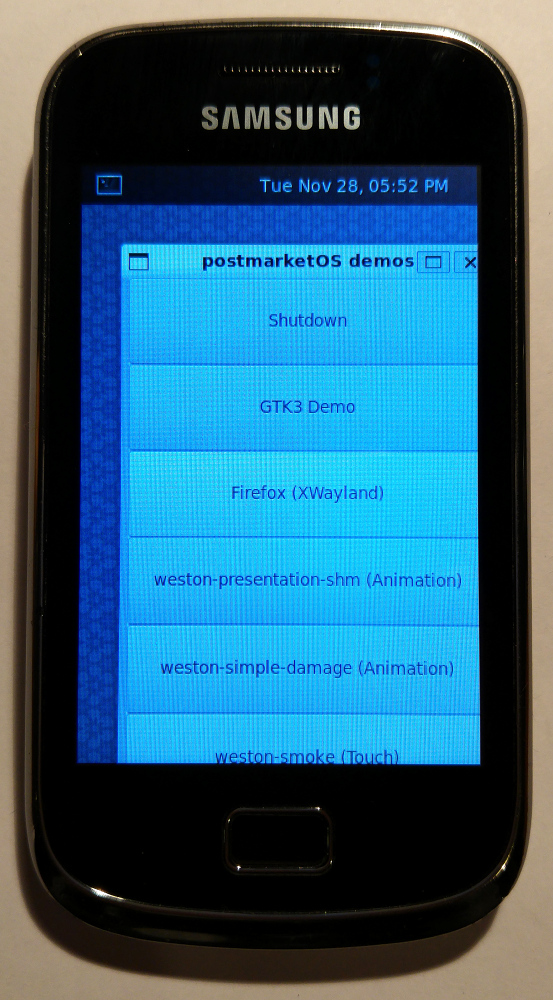 SAMSUNG
Tue Nov 28, 05:52 PM
postmarketOS demos
Shutdown
GTK3 Demo
Firefox (XWayland)
weston-presentation-shm (Animation)
weston-simple-damage (Animation)
weston-smoke (Touch)